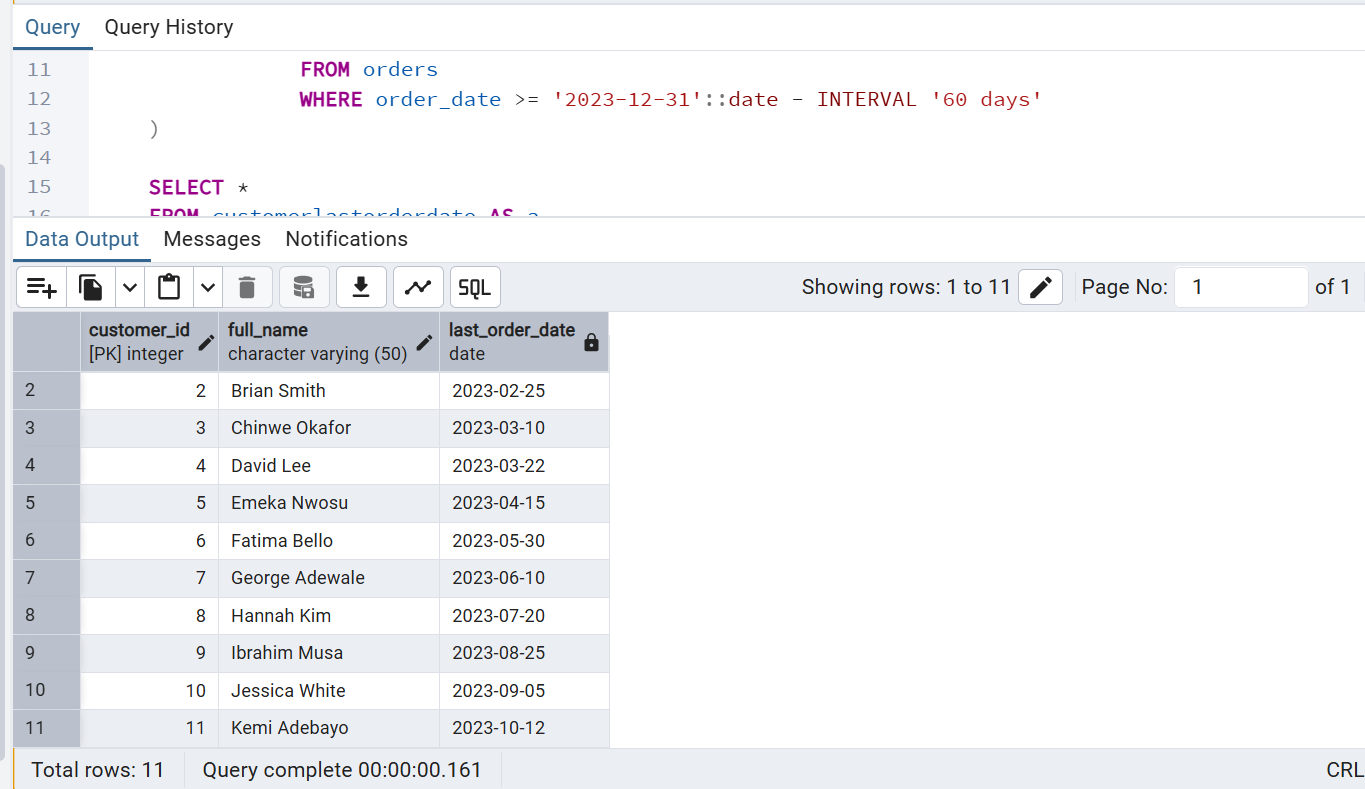 Query Query History
11 FROM orders
12 WHERE order_date >= '2023-12-31'::date - INTERVAL '60 days'
13 )
14
15 SELECT *
16 FROM customerlastorderdate AS a
Data Output Messages Notifications
SQL Showing rows: 1 to 11 Page No: 1 of 1
customer_id full_name last_order_date
[PK] integer character varying (50) date
2 2 Brian Smith 2023-02-25
3 3 Chinwe Okafor 2023-03-10
4 4 David Lee 2023-03-22
5 5 Emeka Nwosu 2023-04-15
6 6 Fatima Bello 2023-05-30
7 7 George Adewale 2023-06-10
8 8 Hannah Kim 2023-07-20
9 9 Ibrahim Musa 2023-08-25
10 10 Jessica White 2023-09-05
11 11 Kemi Adebayo 2023-10-12
Total rows: 11 Query complete 00:00:00.161 CRL